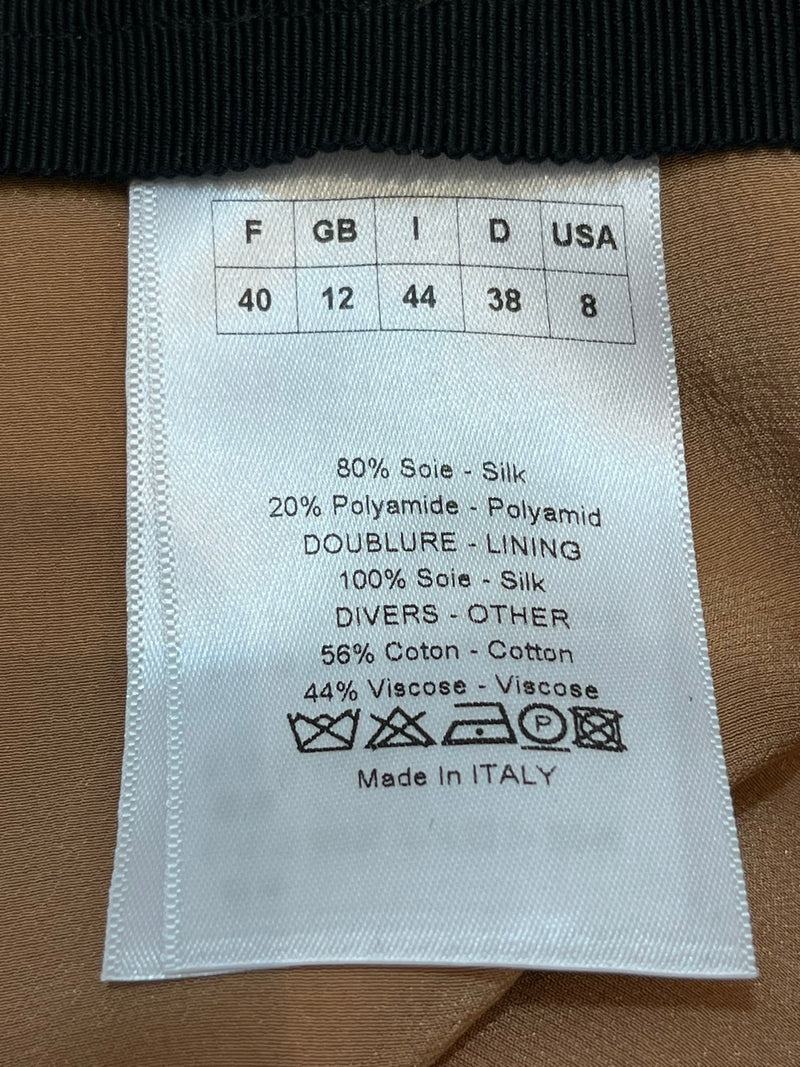 F GB I D USA
40 12 44 38 8
80% Soie - Silk
20% Polyamide - Polyamid
DOUBLURE - LINING
100% Soie - Silk
DIVERS - OTHER
56% Coton - Cotton
44% Viscose - Viscose
P
Made In ITALY